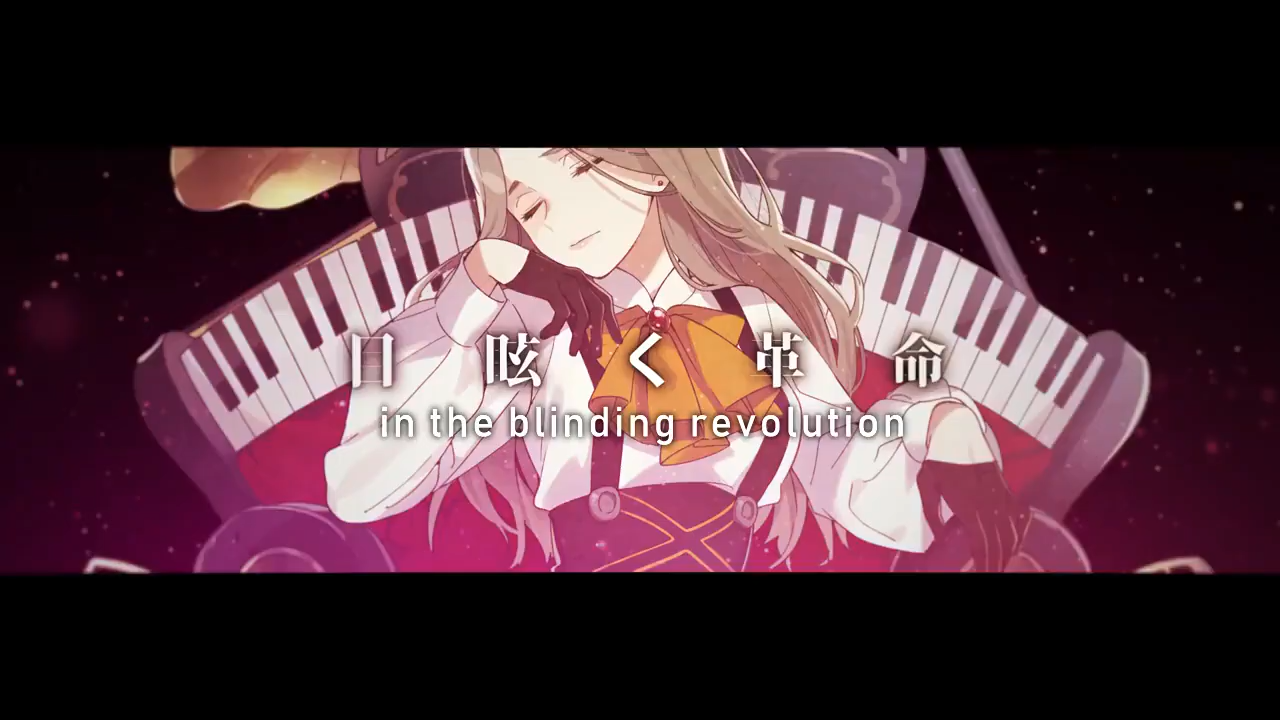 目眩く革命
in the blinding revolution